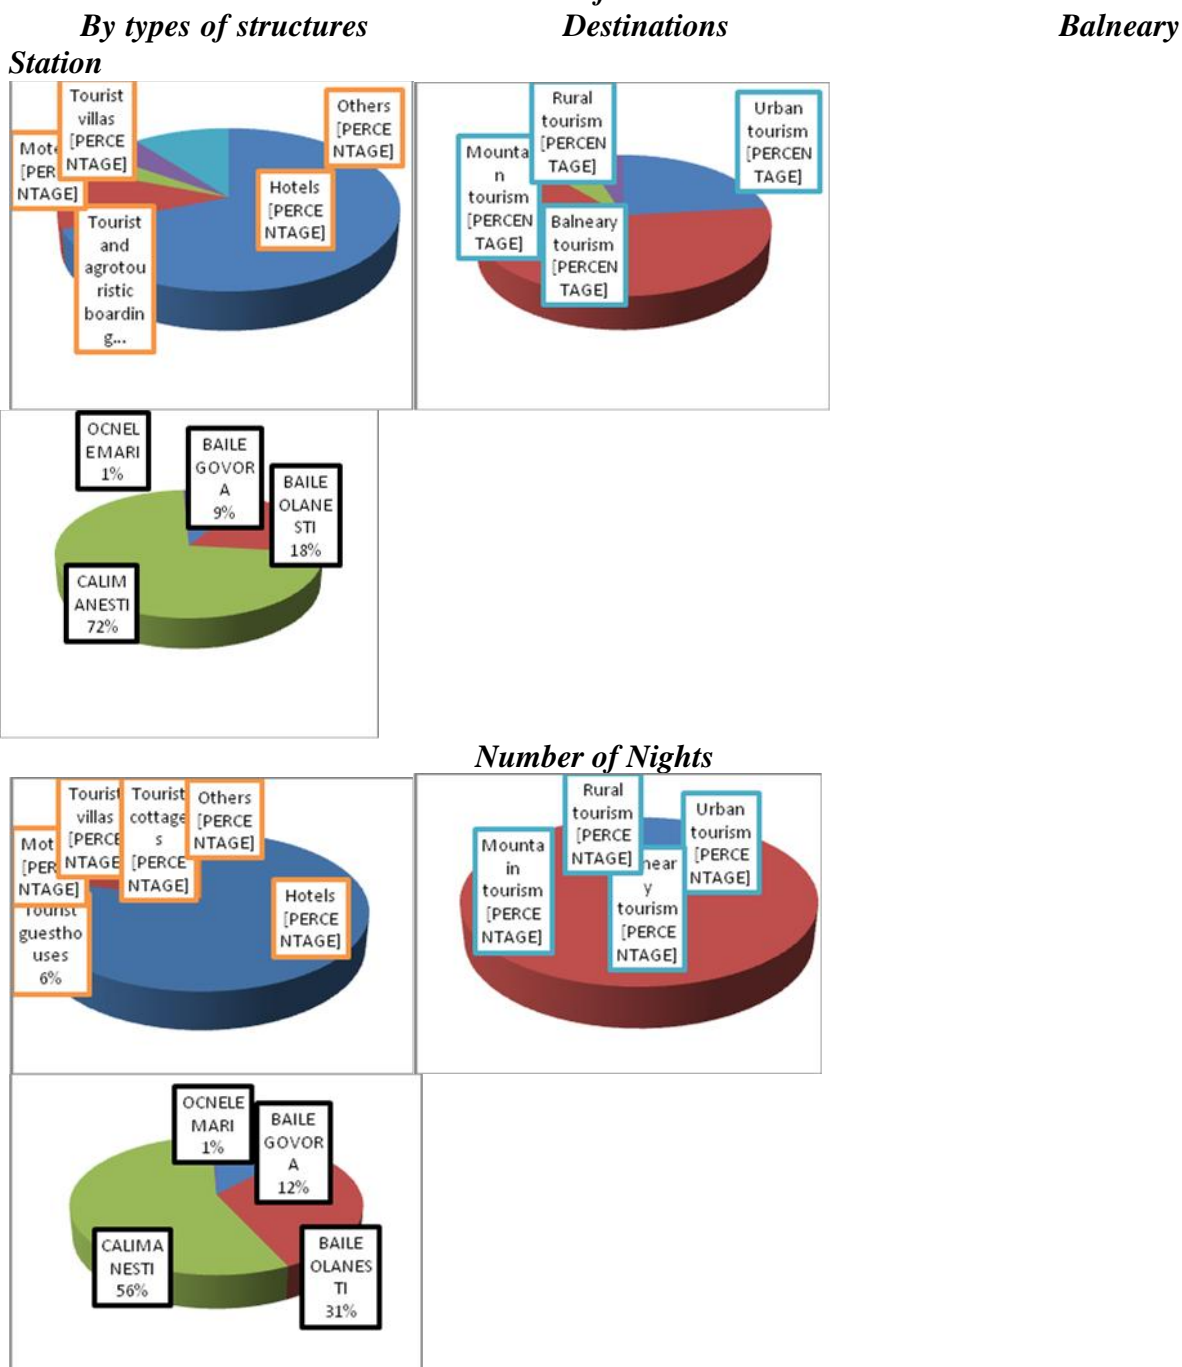 By types of structures Destinations Balneary
Station
Tourist
villas
[PERCE
NTAGE]
[PER
NTAGE]
Tourist
and
agrotou
ristic
boardin
g...
Hotels
[PERCE
NTAGE]
Others
[PERCE
NTAGE]
Mounta
n
tourism
[PERCEN
TAGE]
Rural
tourism
[PERCEN
TAGE]
Balneary
tourism
[PERCEN
TAGE]
Urban
tourism
[PERCEN
TAGE]
OCNEL
EMARI
1%
BAILE
GOVOR
A
9%
BAILE
OLANE
STI
18%
CALIM
ANESTI
72%
Number of Nights
Mot
[PER
NTAGE]
Tourist
villas
[PERCE
NTAGE
Tourist
cottage
s
[PERCE
NTAGE]
Others
[PERCE
NTAGE]
Hotels
[PERCE
NTAGE]
Tourist
guestho
uses
6%
Mounta
in
tourism
[PERCE
NTAGE]
Rural
tourism
[PERCE
NTAGE]
near
y
tourism
[PERCE
NTAGE]
Urban
tourism
[PERCE
NTAGE]
OCNELE
MARI
1%
BAILE
GOVOR
A
12%
CALIMA
NESTI
56%
BAILE
OLANES
TI
31%